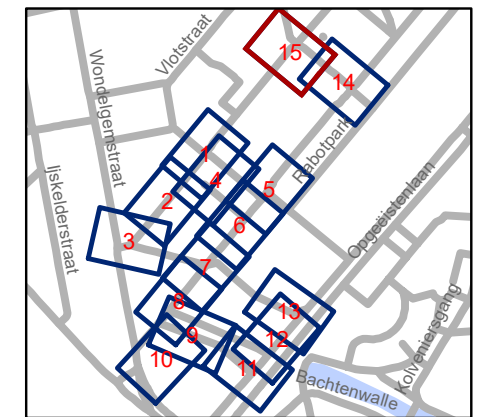 Vlotstraat
15
14
Wondelgemstraat
Rabotpark
1
4
5
Ijskelderstraat
2
6
3
Opgeëistenlaan
7
8
13
9
12
10
11
Kolveniersgang
Bachtenwalle